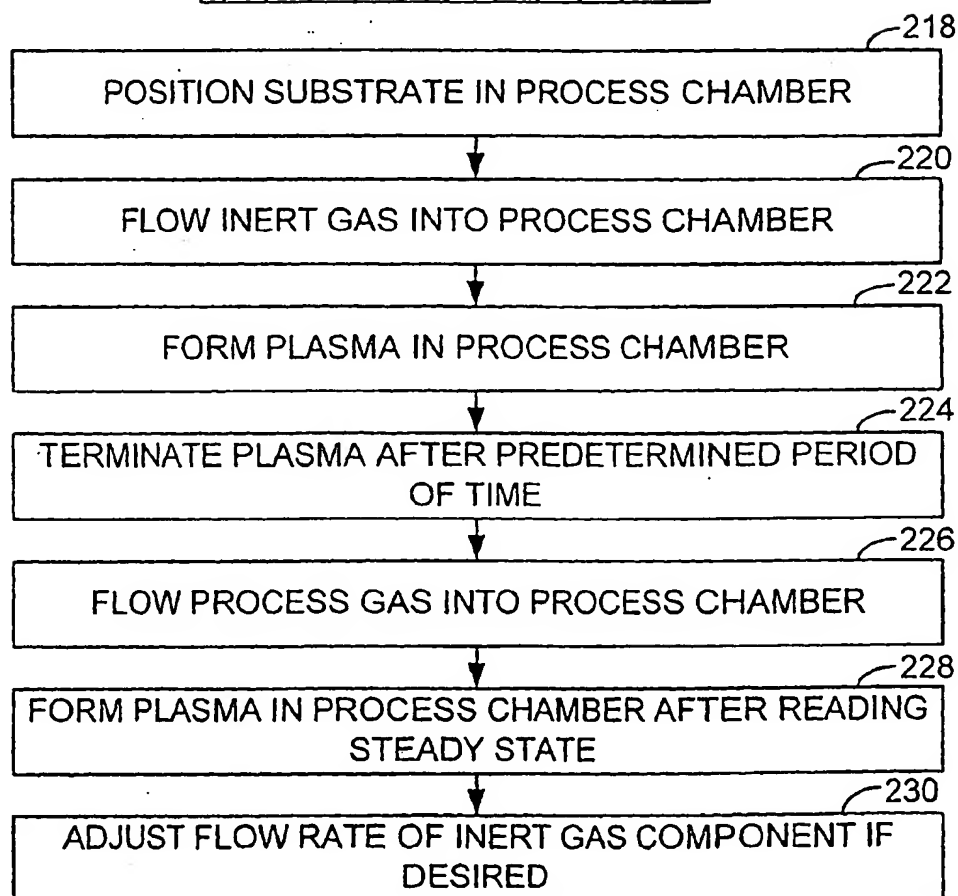 218
POSITION SUBSTRATE IN PROCESS CHAMBER
220
FLOW INERT GAS INTO PROCESS CHAMBER
222
FORM PLASMA IN PROCESS CHAMBER
224
TERMINATE PLASMA AFTER PREDETERMINED PERIOD
OF TIME
226
FLOW PROCESS GAS INTO PROCESS CHAMBER
228
FORM PLASMA IN PROCESS CHAMBER AFTER READING
STEADY STATE
230
ADJUST FLOW RATE OF INERT GAS COMPONENT IF
DESIRED